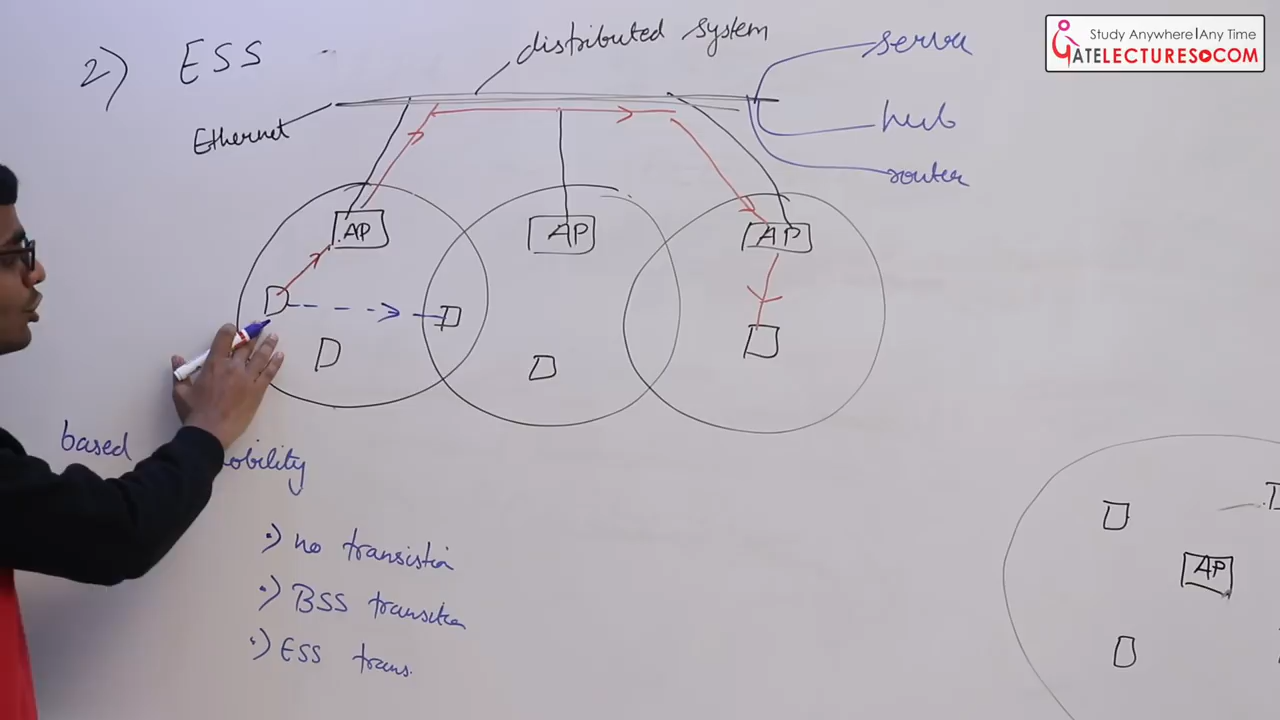 2) ESS
distributed system
Ethernet
server
hub
router
AP
AP
AP
D
D
D
based
obility
•) no transistion
•) BSS transition
•) ESS trans.
AP
Study Anywhere|Any Time
GATELECTURES.COM